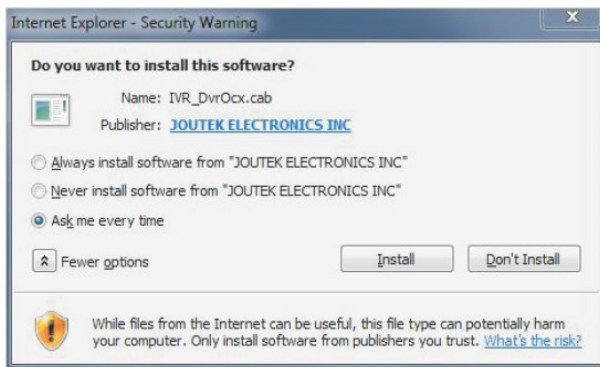 Internet Explorer - Security Warning
Do you want to install this software?
Name: IVR_DvrOcx.cab
Publisher: JOUTEK ELECTRONICS INC
Always install software from "JOUTEK ELECTRONICS INC"
Never install software from "JOUTEK ELECTRONICS INC"
Ask me every time
Fewer options
Install
Don't Install
While files from the Internet can be useful, this file type can potentially harm
your computer. Only install software from publishers you trust. What's the risk?